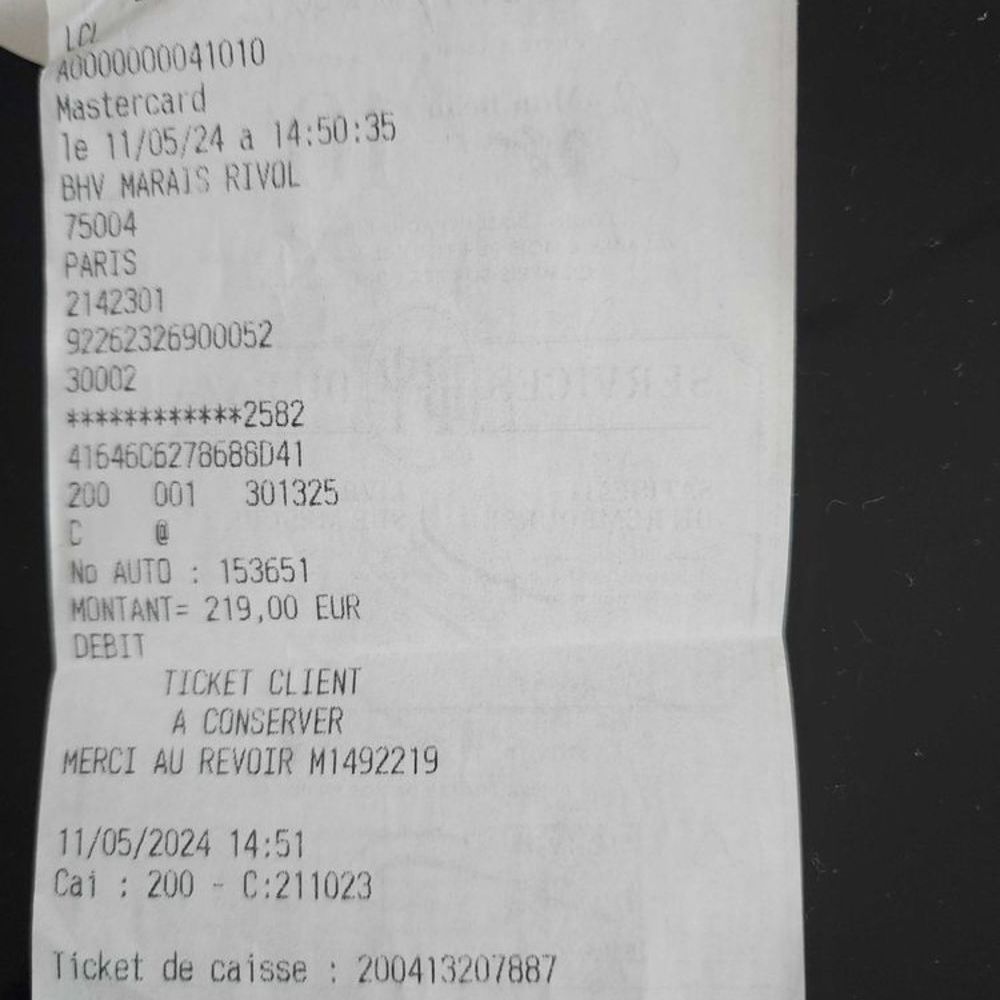 LCL
A0000000041010
Mastercard
le 11/05/24 a 14:50:35
BHV MARAIS RIVOL
75004
PARIS
2142301
92262326900052
30002
************2582
41646C6278688D41
200 001 301325
C @
No AUTO : 153651
MONTANT= 219,00 EUR
DEBIT
TICKET CLIENT
A CONSERVER
MERCI AU REVOIR M1492219
11/05/2024 14:51
Cai : 200 - C:211023
Ticket de caisse : 200413207887